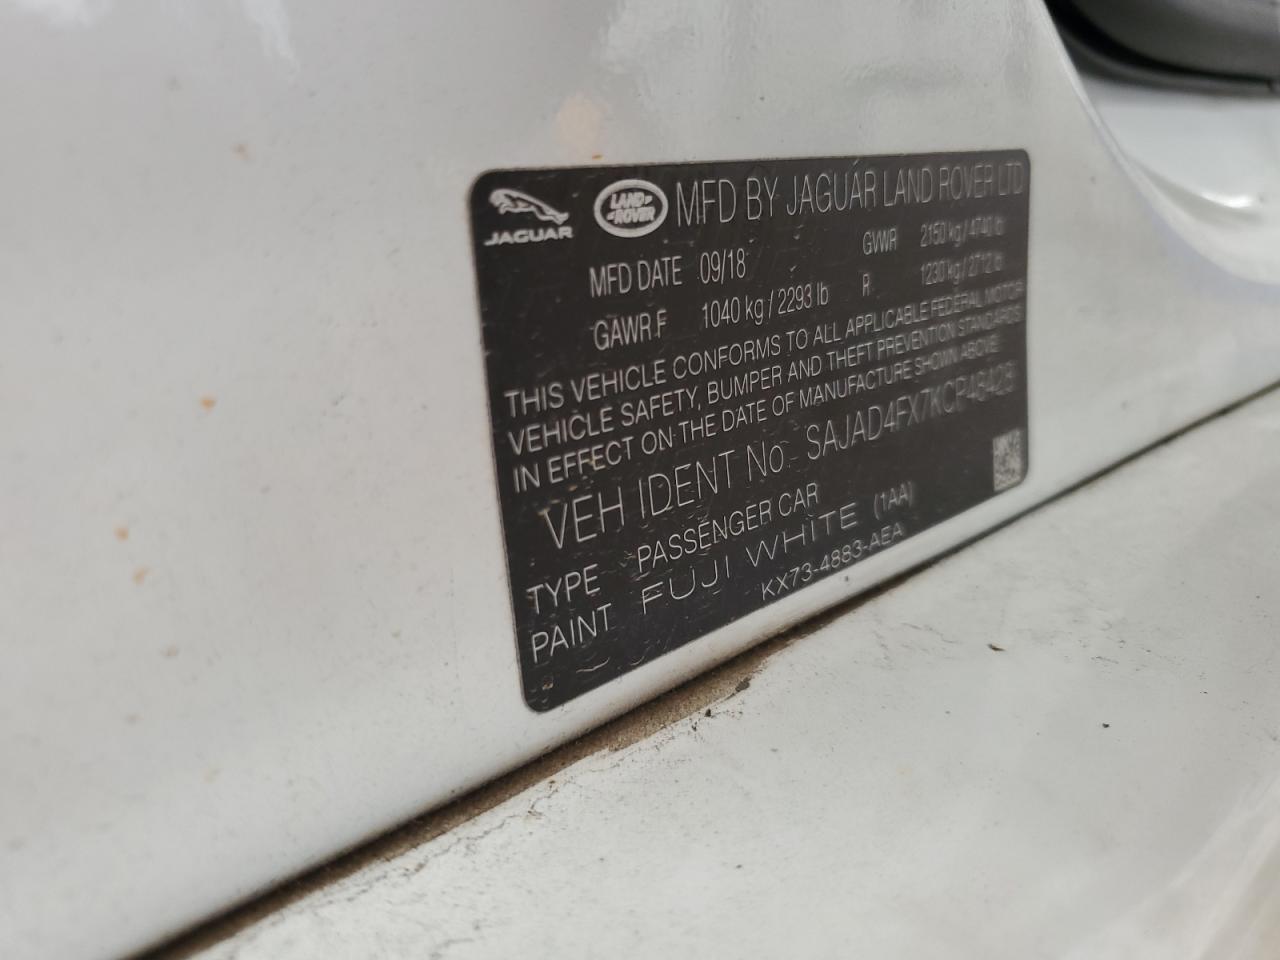 JAGUAR
LAND ROVER
MFD BY JAGUAR LAND ROVER LTD
MFD DATE 09/18 GVWR 2150 kg / 4740 lb
GAWR F 1040 kg / 2293 lb R 1230 kg / 2712 lb
THIS VEHICLE CONFORMS TO ALL APPLICABLE FEDERAL MOTOR
VEHICLE SAFETY, BUMPER AND THEFT PREVENTION STANDARDS
IN EFFECT ON THE DATE OF MANUFACTURE SHOWN ABOVE
VEH IDENT No
TYPE PASSENGER CAR
PAINT FUJI WHITE (1AA)
KX73-4883-AEA